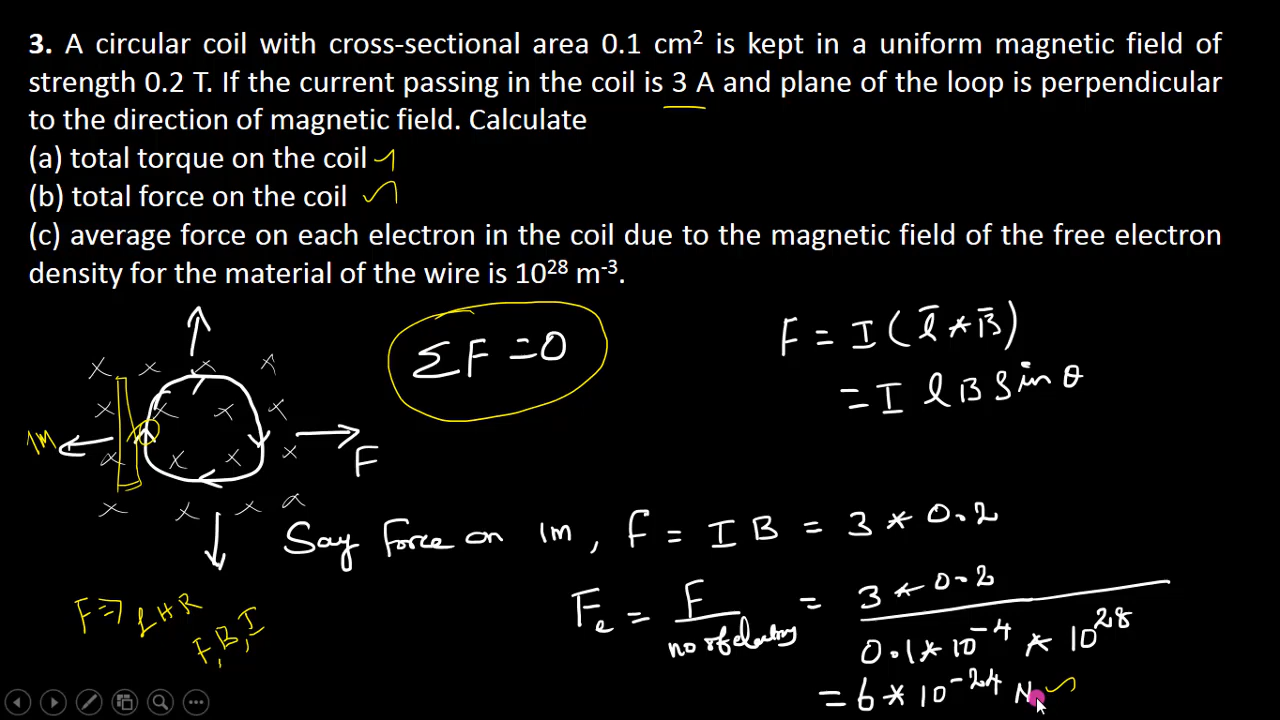 3. A circular coil with cross-sectional area 0.1 cm² is kept in a uniform magnetic field of
strength 0.2 T. If the current passing in the coil is 3 A and plane of the loop is perpendicular
to the direction of magnetic field. Calculate
(a) total torque on the coil
(b) total force on the coil
(c) average force on each electron in the coil due to the magnetic field of the free electron
density for the material of the wire is 10²⁸ m⁻³.
ΣF = 0
F = I ( l̄ * B̄ )
= I l B Sin θ
1M
F
Say Force on 1m, f = I B = 3 * 0.2
F ⇒ L H R
F, B, I
Fe = F / no of electrons = 3 * 0.2 / 0.1 * 10⁻⁴ * 10²⁸
= 6 * 10⁻²⁴ N